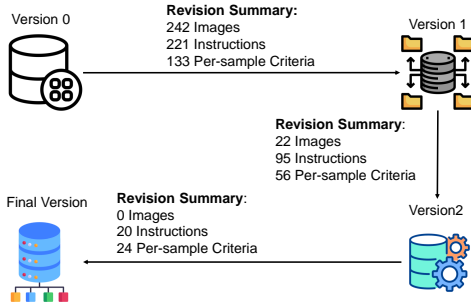 Version 0
Revision Summary:
242 Images
221 Instructions
133 Per-sample Criteria
Version 1
Revision Summary:
22 Images
95 Instructions
56 Per-sample Criteria
Version2
Revision Summary:
0 Images
20 Instructions
24 Per-sample Criteria
Final Version